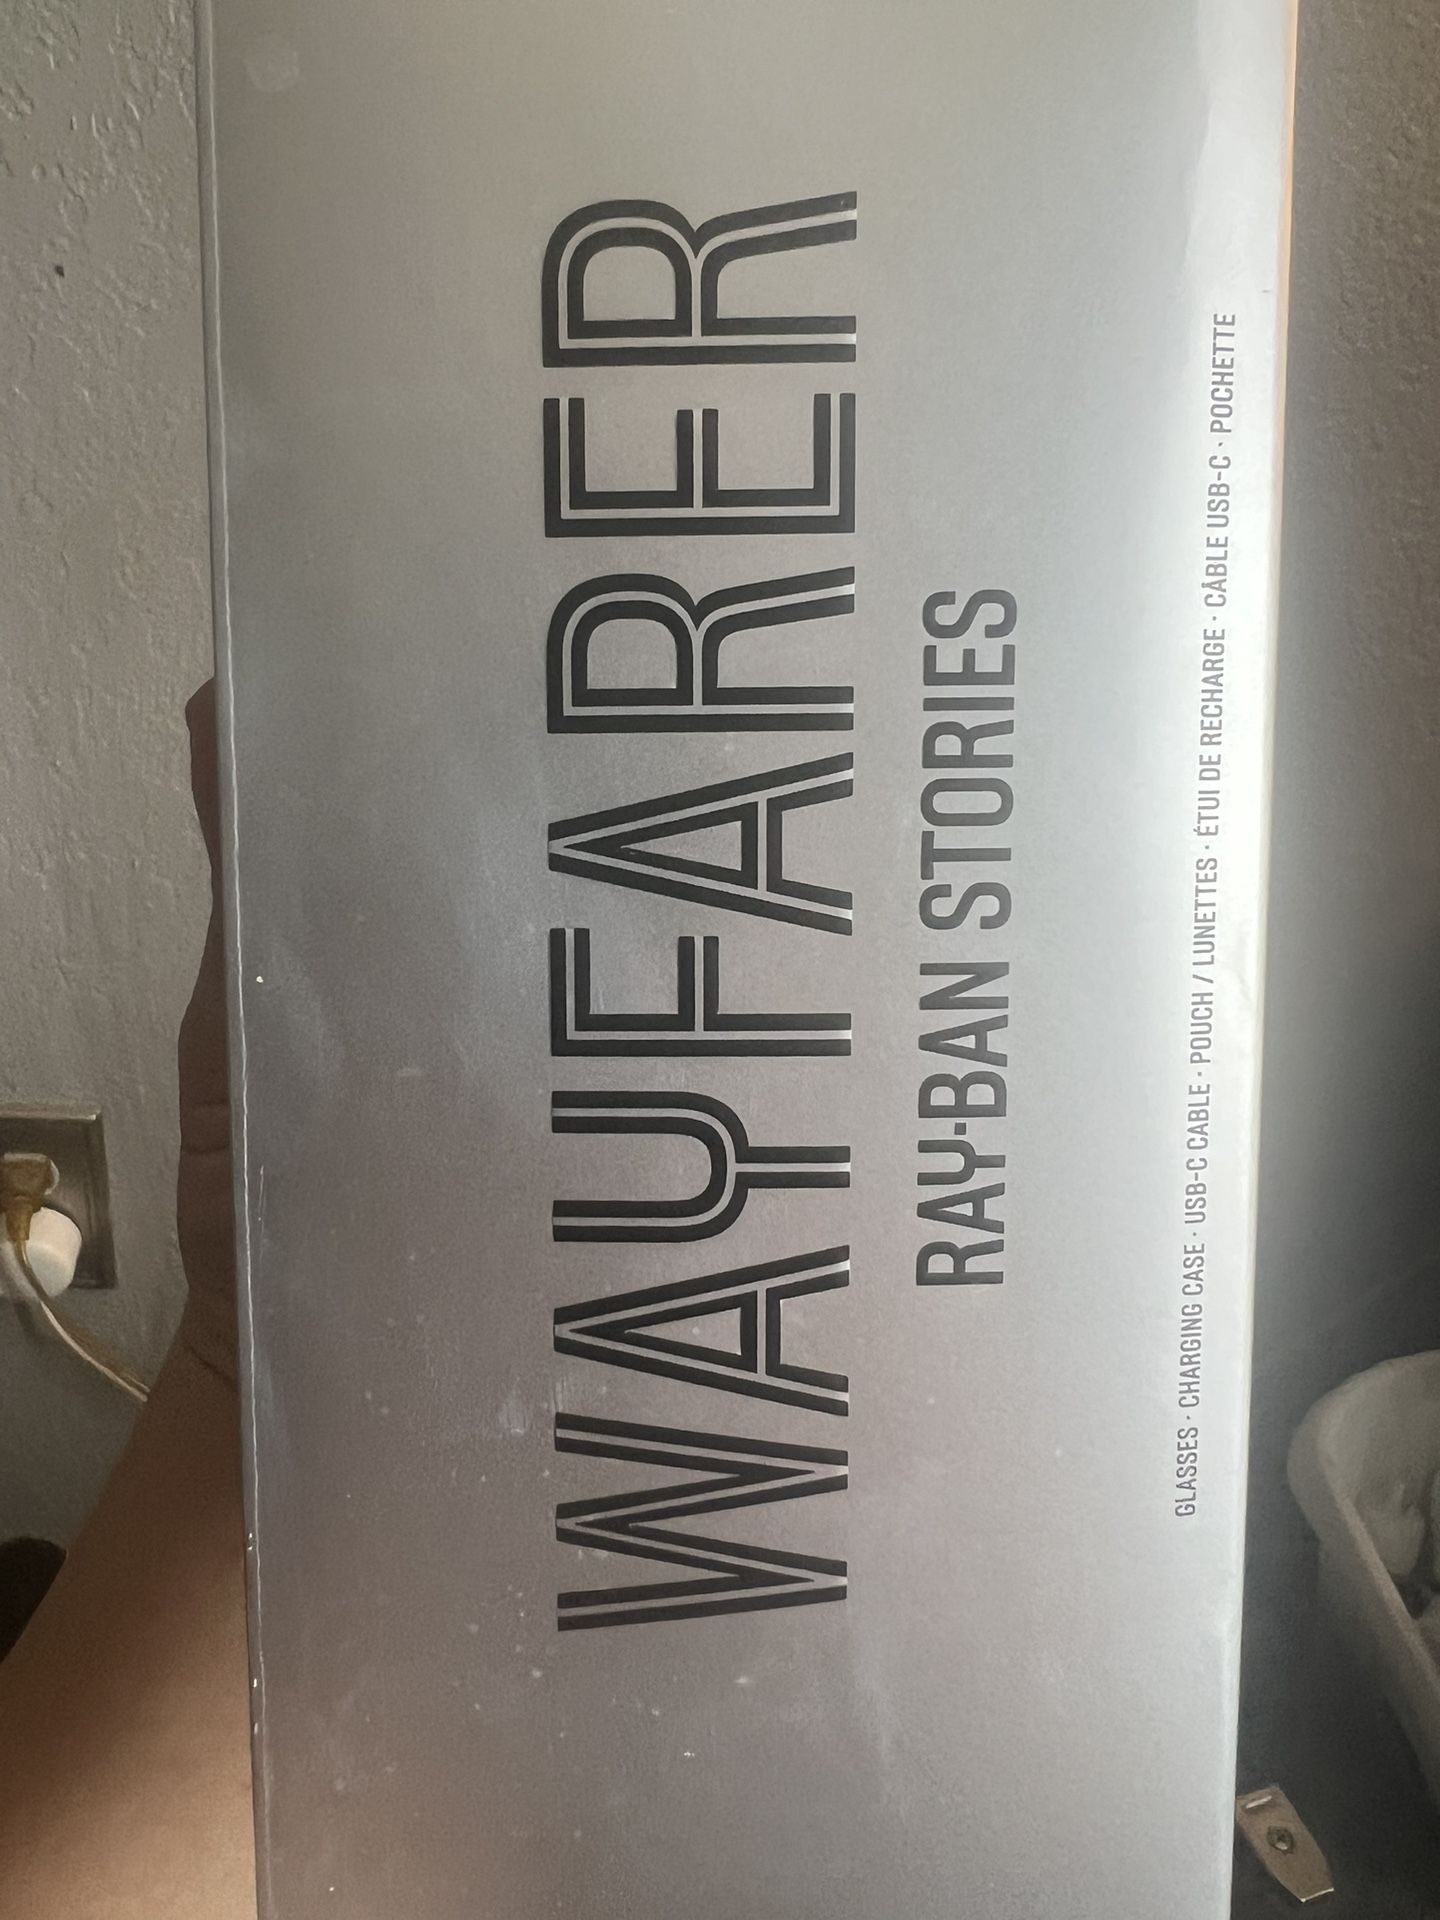 WAYFARER
RAY-BAN STORIES
GLASSES · CHARGING CASE · USB-C CABLE · POUCH / LUNETTES · ÉTUI DE RECHARGE · CÂBLE USB-C · POCHETTE